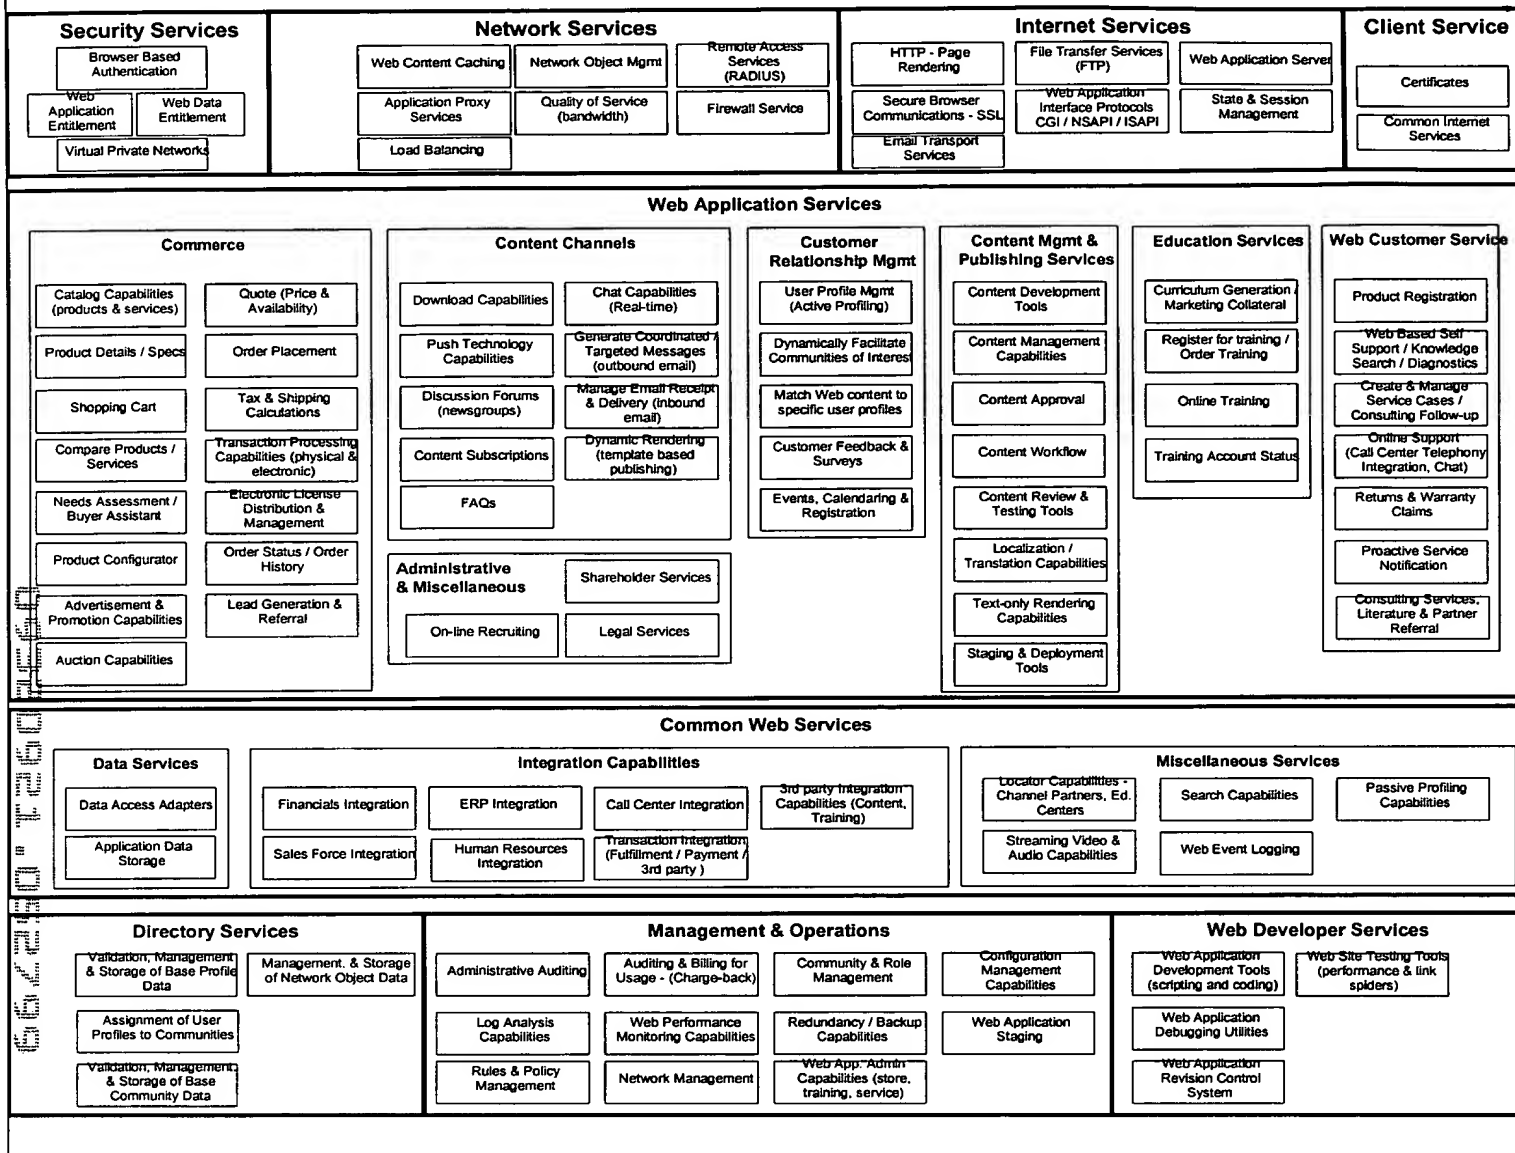 Security Services
Browser Based
Authentication
Web
Application
Entitlement
Web Data
Entitlement
Virtual Private Networks
Network Services
Web Content Caching
Network Object Mgmt
Remote Access
Services
(RADIUS)
Application Proxy
Services
Quality of Service
(bandwidth)
Firewall Service
Load Balancing
Internet Services
HTTP - Page
Rendering
File Transfer Services
(FTP)
Web Application Server
Secure Browser
Communications - SSL
Web Application
Interface Protocols
CGI / NSAPI / ISAPI
State & Session
Management
Email Transport
Services
Client Service
Certificates
Common Internet
Services
Web Application Services
Commerce
Catalog Capabilities
(products & services)
Quote (Price &
Availability)
Product Details / Specs
Order Placement
Shopping Cart
Tax & Shipping
Calculations
Compare Products /
Services
Transaction Processing
Capabilities (physical &
electronic)
Needs Assessment /
Buyer Assistant
Electronic License
Distribution &
Management
Product Configurator
Order Status / Order
History
Advertisement &
Promotion Capabilities
Lead Generation &
Referral
Auction Capabilities
Content Channels
Download Capabilities
Chat Capabilities
(Real-time)
Push Technology
Capabilities
Generate Coordinated /
Targeted Messages
(outbound email)
Discussion Forums
(newsgroups)
Manage Email Receipt
& Delivery (inbound
email)
Content Subscriptions
Dynamic Rendering
(template based
publishing)
FAQs
Administrative
& Miscellaneous
Shareholder Services
On-line Recruiting
Legal Services
Customer
Relationship Mgmt
User Profile Mgmt
(Active Profiling)
Dynamically Facilitate
Communities of Interest
Match Web content to
specific user profiles
Customer Feedback &
Surveys
Events, Calendaring &
Registration
Content Mgmt &
Publishing Services
Content Development
Tools
Content Management
Capabilities
Content Approval
Content Workflow
Content Review &
Testing Tools
Localization /
Translation Capabilities
Text-only Rendering
Capabilities
Staging & Deployment
Tools
Education Services
Curriculum Generation /
Marketing Collateral
Register for training /
Order Training
Online Training
Training Account Status
Web Customer Service
Product Registration
Web Based Self
Support / Knowledge
Search / Diagnostics
Create & Manage
Service Cases /
Consulting Follow-up
Online Support
(Call Center Telephony
Integration, Chat)
Returns & Warranty
Claims
Proactive Service
Notification
Consulting Services,
Literature & Partner
Referral
Common Web Services
Data Services
Data Access Adapters
Application Data
Storage
Integration Capabilities
Financials Integration
ERP Integration
Call Center Integration
3rd party Integration
Capabilities (Content,
Training)
Sales Force Integration
Human Resources
Integration
Transaction Integration
(Fulfillment / Payment /
3rd party )
Miscellaneous Services
Locator Capabilities -
Channel Partners, Ed.
Centers
Search Capabilities
Passive Profiling
Capabilities
Streaming Video &
Audio Capabilities
Web Event Logging
Directory Services
Validation, Management
& Storage of Base Profile
Data
Management. & Storage
of Network Object Data
Assignment of User
Profiles to Communities
Validation, Management.
& Storage of Base
Community Data
Management & Operations
Administrative Auditing
Auditing & Billing for
Usage - (Charge-back)
Community & Role
Management
Configuration
Management
Capabilities
Log Analysis
Capabilities
Web Performance
Monitoring Capabilities
Redundancy / Backup
Capabilities
Web Application
Staging
Rules & Policy
Management
Network Management
Web App. Admin
Capabilities (store,
training, service)
Web Developer Services
Web Application
Development Tools
(scripting and coding)
Web Site Testing Tools
(performance & link
spiders)
Web Application
Debugging Utilities
Web Application
Revision Control
System